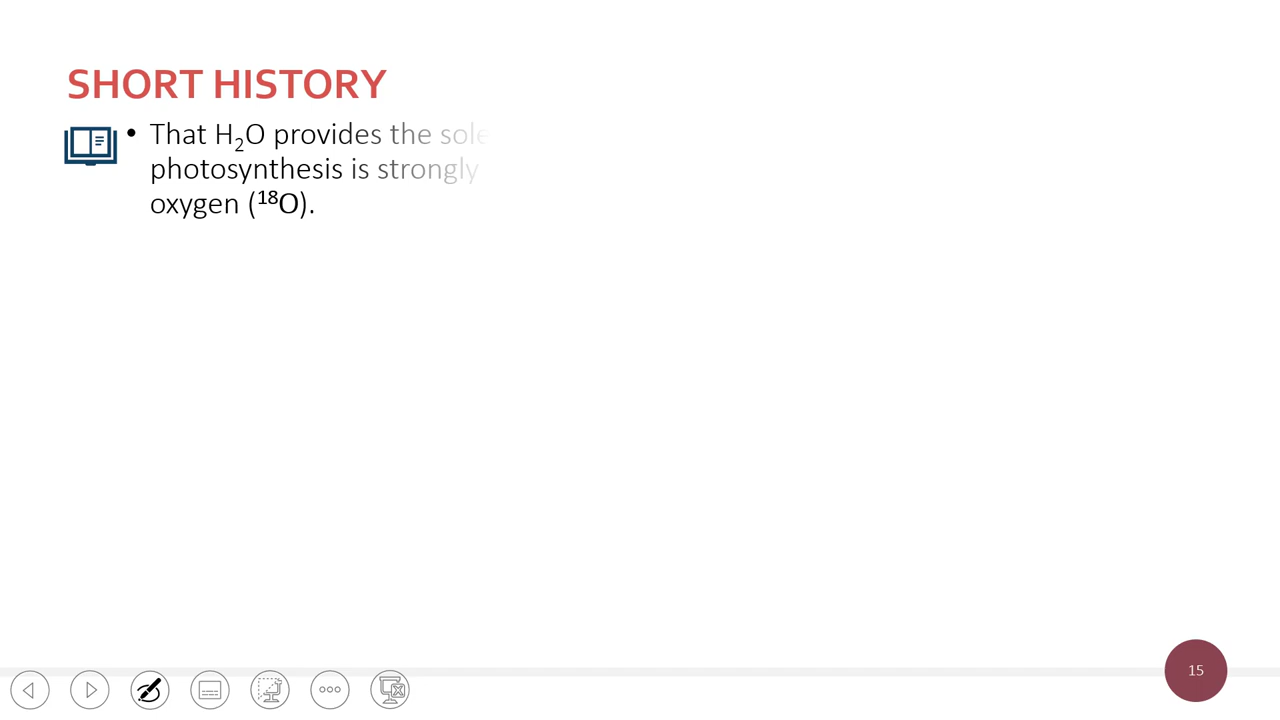 SHORT HISTORY
• That H₂O provides the sole
photosynthesis is strongly
oxygen (¹⁸O).
15